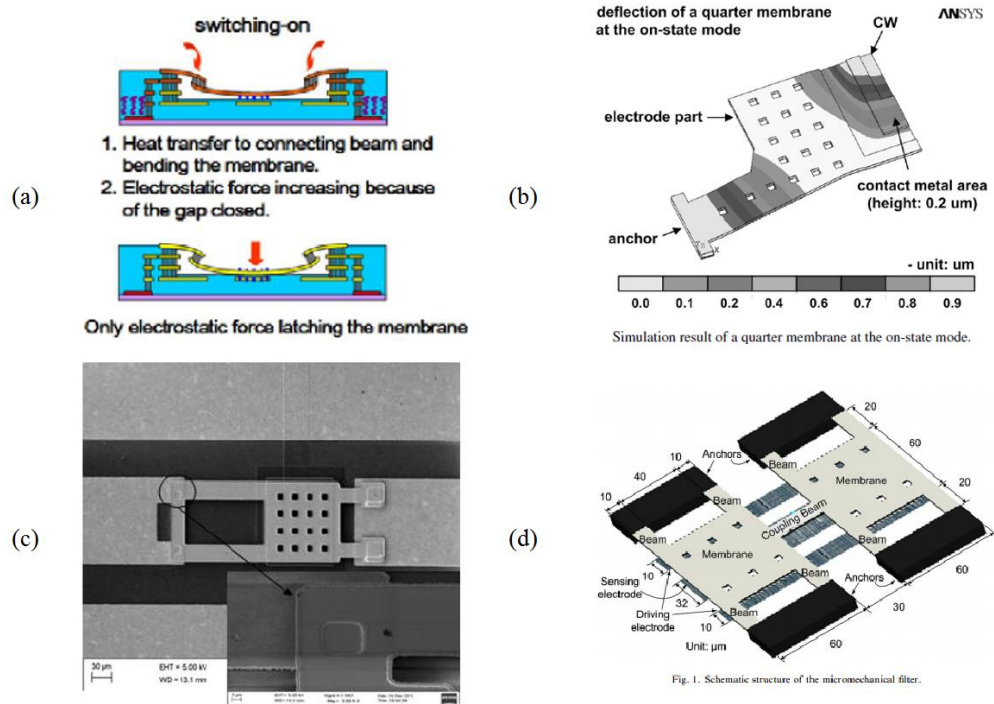 (a)
switching-on
1. Heat transfer to connecting beam and
bending the membrane.
2. Electrostatic force increasing because
of the gap closed.
Only electrostatic force latching the membrane
(b)
deflection of a quarter membrane
at the on-state mode
ANSYS
CW
electrode part
contact metal area
(height: 0.2 um)
anchor
- unit: um
0.0 0.1 0.2 0.4 0.6 0.7 0.8 0.9
Simulation result of a quarter membrane at the on-state mode.
(c)
30 µm
EHT = 5.00 kV
WD = 13.1 mm
(d)
20
60
Anchors
10
Beam
40
Membrane
20
10
Beam
Coupling Beam
Beam
Membrane
Beam
Beam
Anchors
Sensing
electrode
10
32
60
Driving
electrode
Beam
30
10
60
Unit: µm
Fig. 1. Schematic structure of the micromechanical filter.